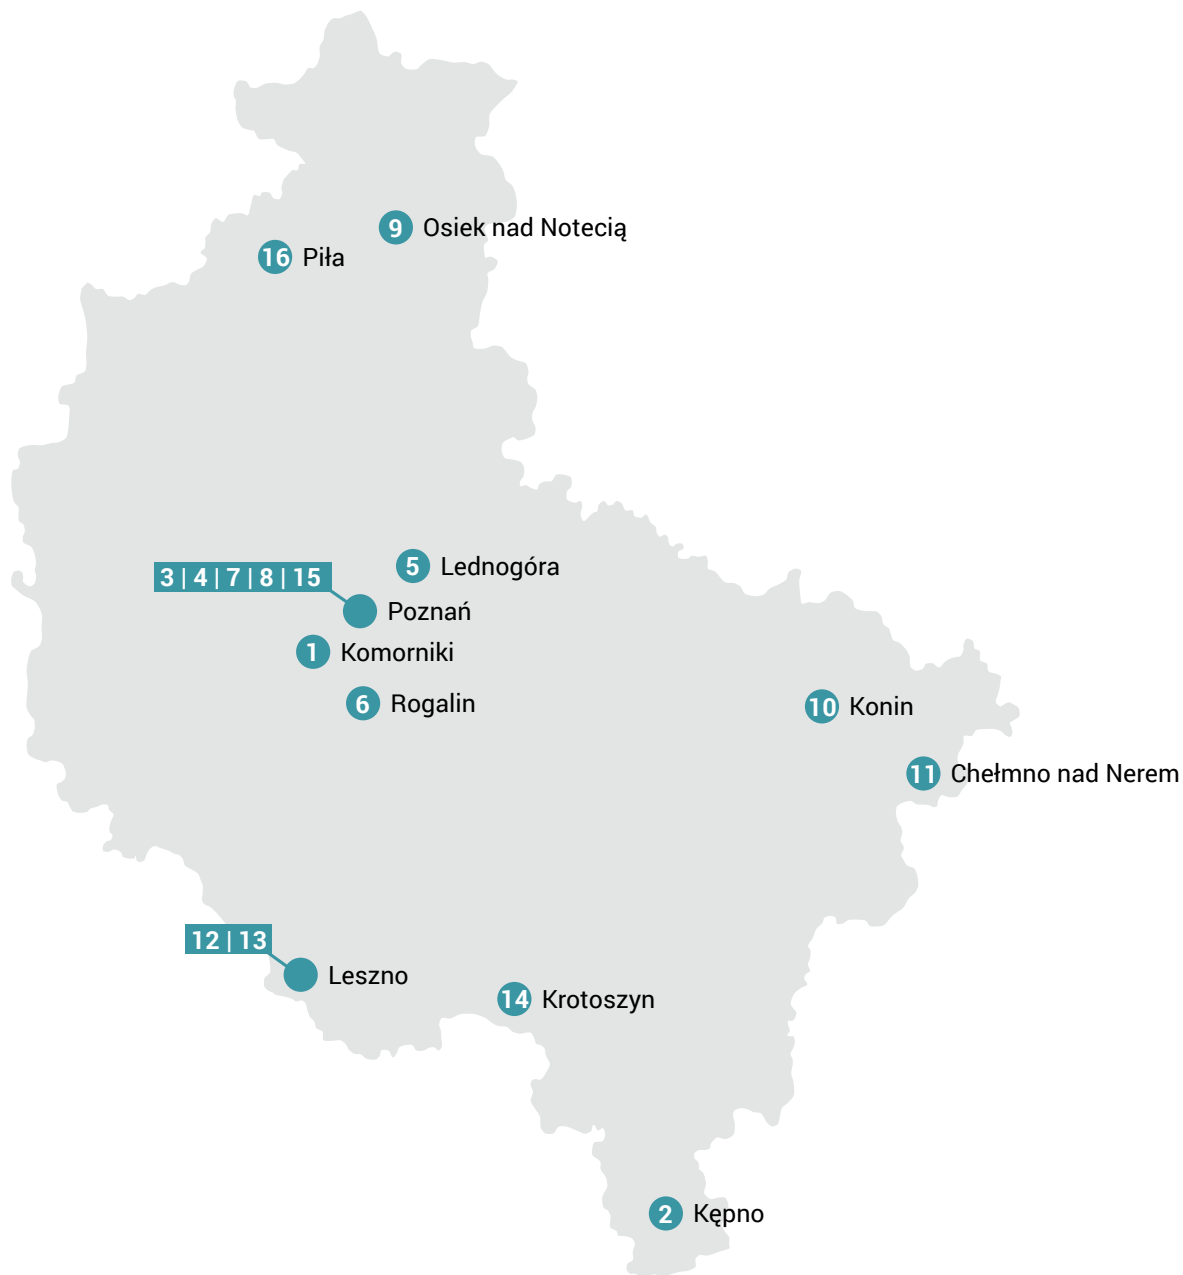 9 Osiek nad Notecią
16 Piła
5 Lednogóra
3 | 4 | 7 | 8 | 15
Poznań
1 Komorniki
6 Rogalin
10 Konin
11 Chełmno nad Nerem
12 | 13
Leszno
14 Krotoszyn
2 Kępno